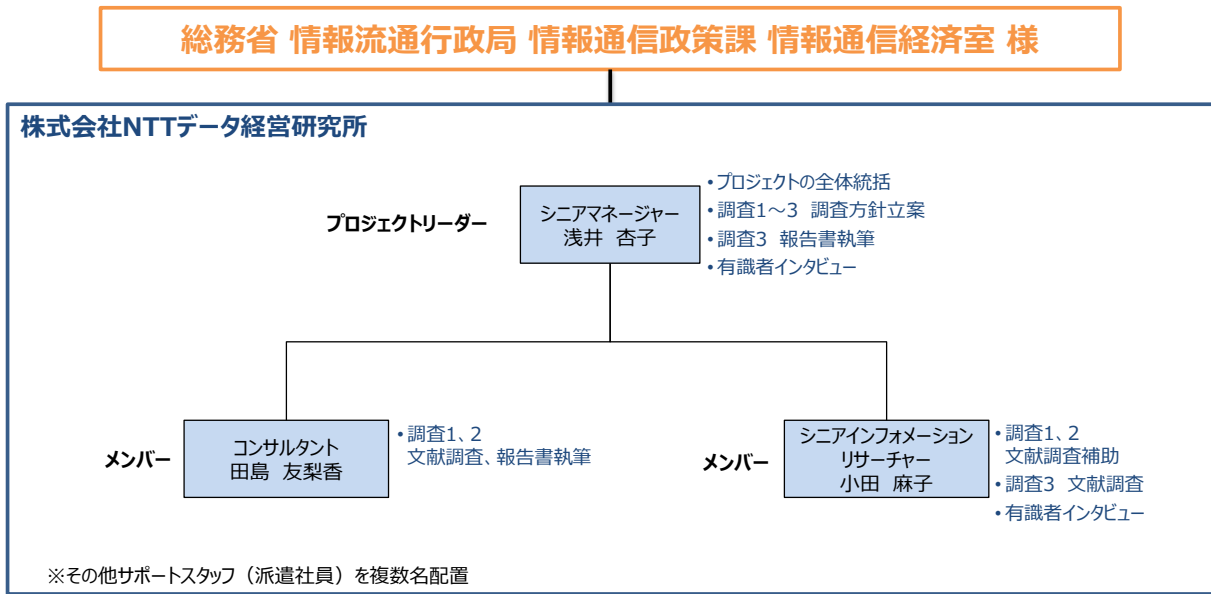 総務省 情報流通行政局 情報通信政策課 情報通信経済室 様
株式会社NTTデータ経営研究所
プロジェクトリーダー
シニアマネージャー
浅井　杏子
・プロジェクトの全体統括
・調査1～3 調査方針立案
・調査3 報告書執筆
・有識者インタビュー
メンバー
コンサルタント
田島　友梨香
・調査1、2
文献調査、報告書執筆
メンバー
シニアインフォメーション
リサーチャー
小田　麻子
・調査1、2
文献調査補助
・調査3 文献調査
・有識者インタビュー
※その他サポートスタッフ（派遣社員）を複数名配置